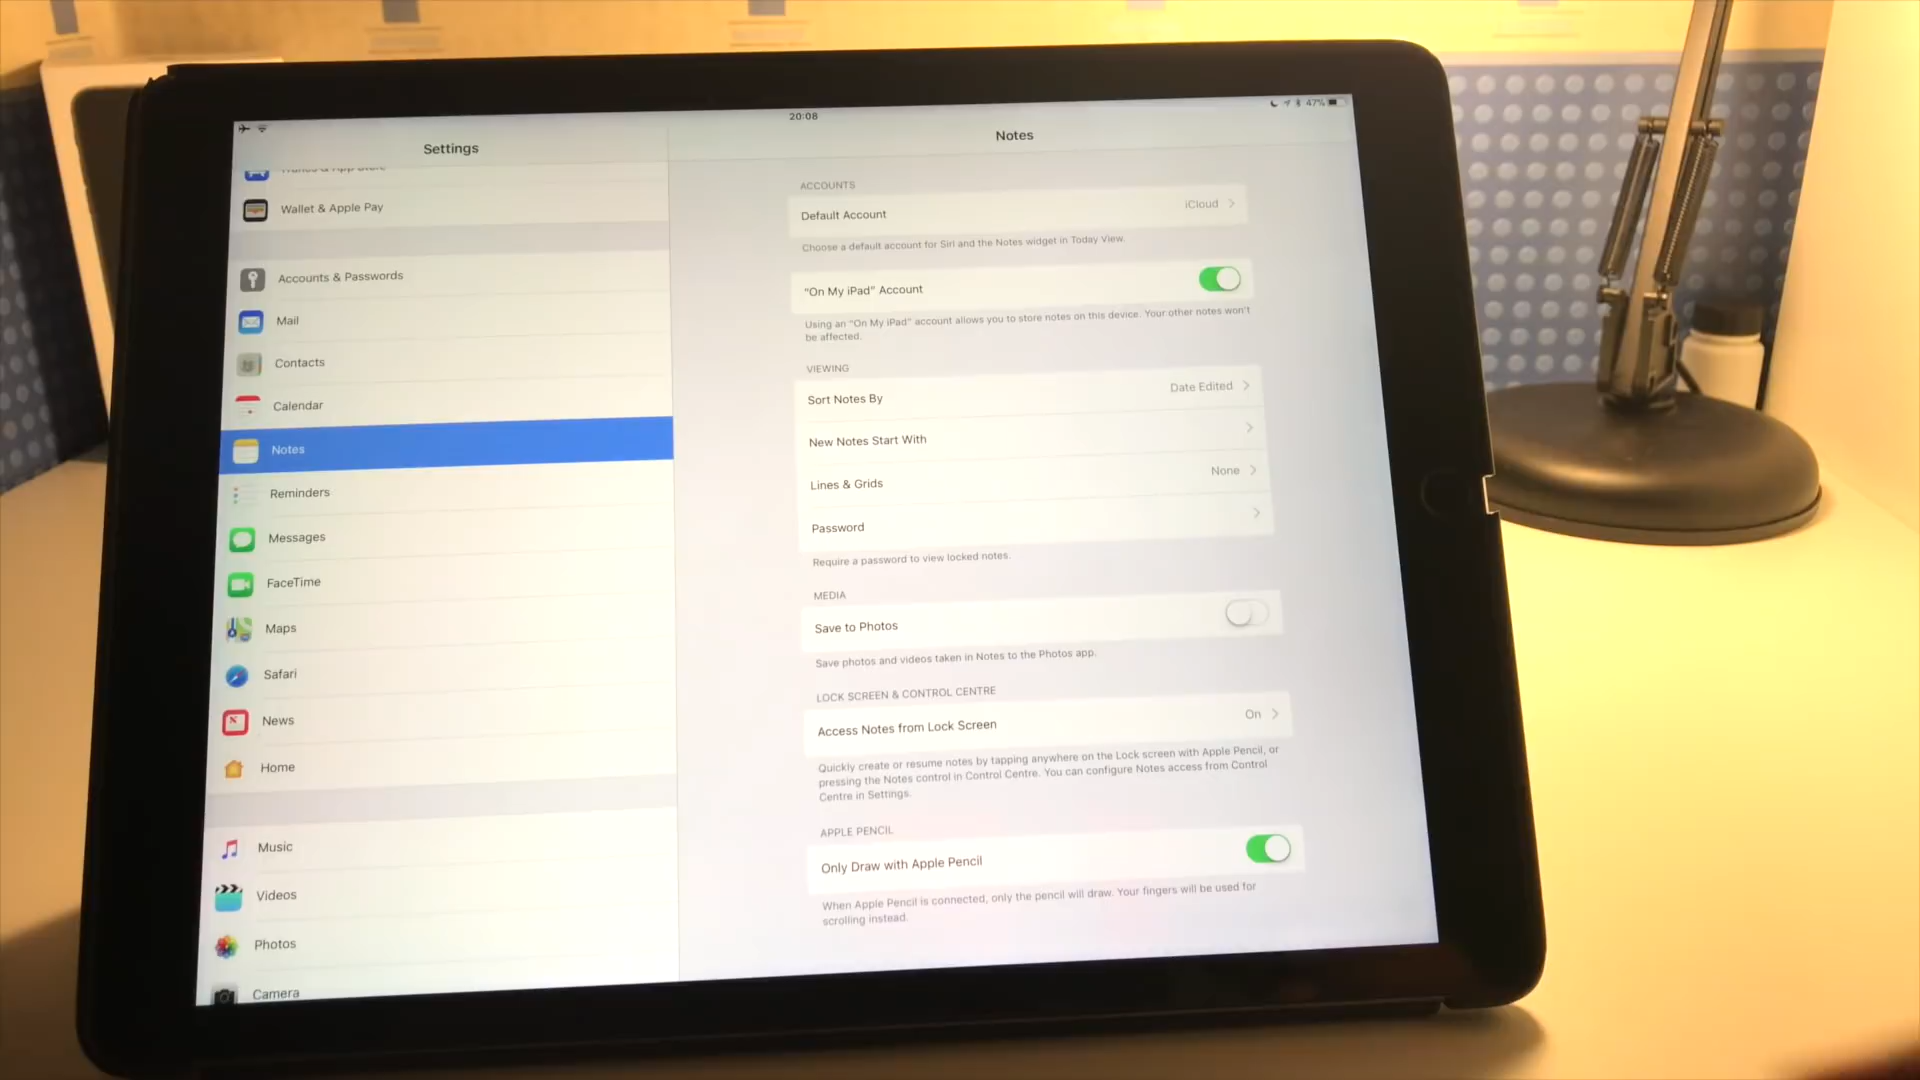 20:08
47%
Settings
iTunes & App Store
Wallet & Apple Pay
Accounts & Passwords
Mail
Contacts
Calendar
Notes
Reminders
Messages
FaceTime
Maps
Safari
News
Home
Music
Videos
Photos
Camera
Notes
ACCOUNTS
Default Account iCloud
Choose a default account for Siri and the Notes widget in Today View.
"On My iPad" Account
Using an "On My iPad" account allows you to store notes on this device. Your other notes won't
be affected.
VIEWING
Sort Notes By Date Edited
New Notes Start With
Lines & Grids None
Password
Require a password to view locked notes.
MEDIA
Save to Photos
Save photos and videos taken in Notes to the Photos app.
LOCK SCREEN & CONTROL CENTRE
Access Notes from Lock Screen On
Quickly create or resume notes by tapping anywhere on the Lock screen with Apple Pencil, or
pressing the Notes control in Control Centre. You can configure Notes access from Control
Centre in Settings.
APPLE PENCIL
Only Draw with Apple Pencil
When Apple Pencil is connected, only the pencil will draw. Your fingers will be used for
scrolling instead.